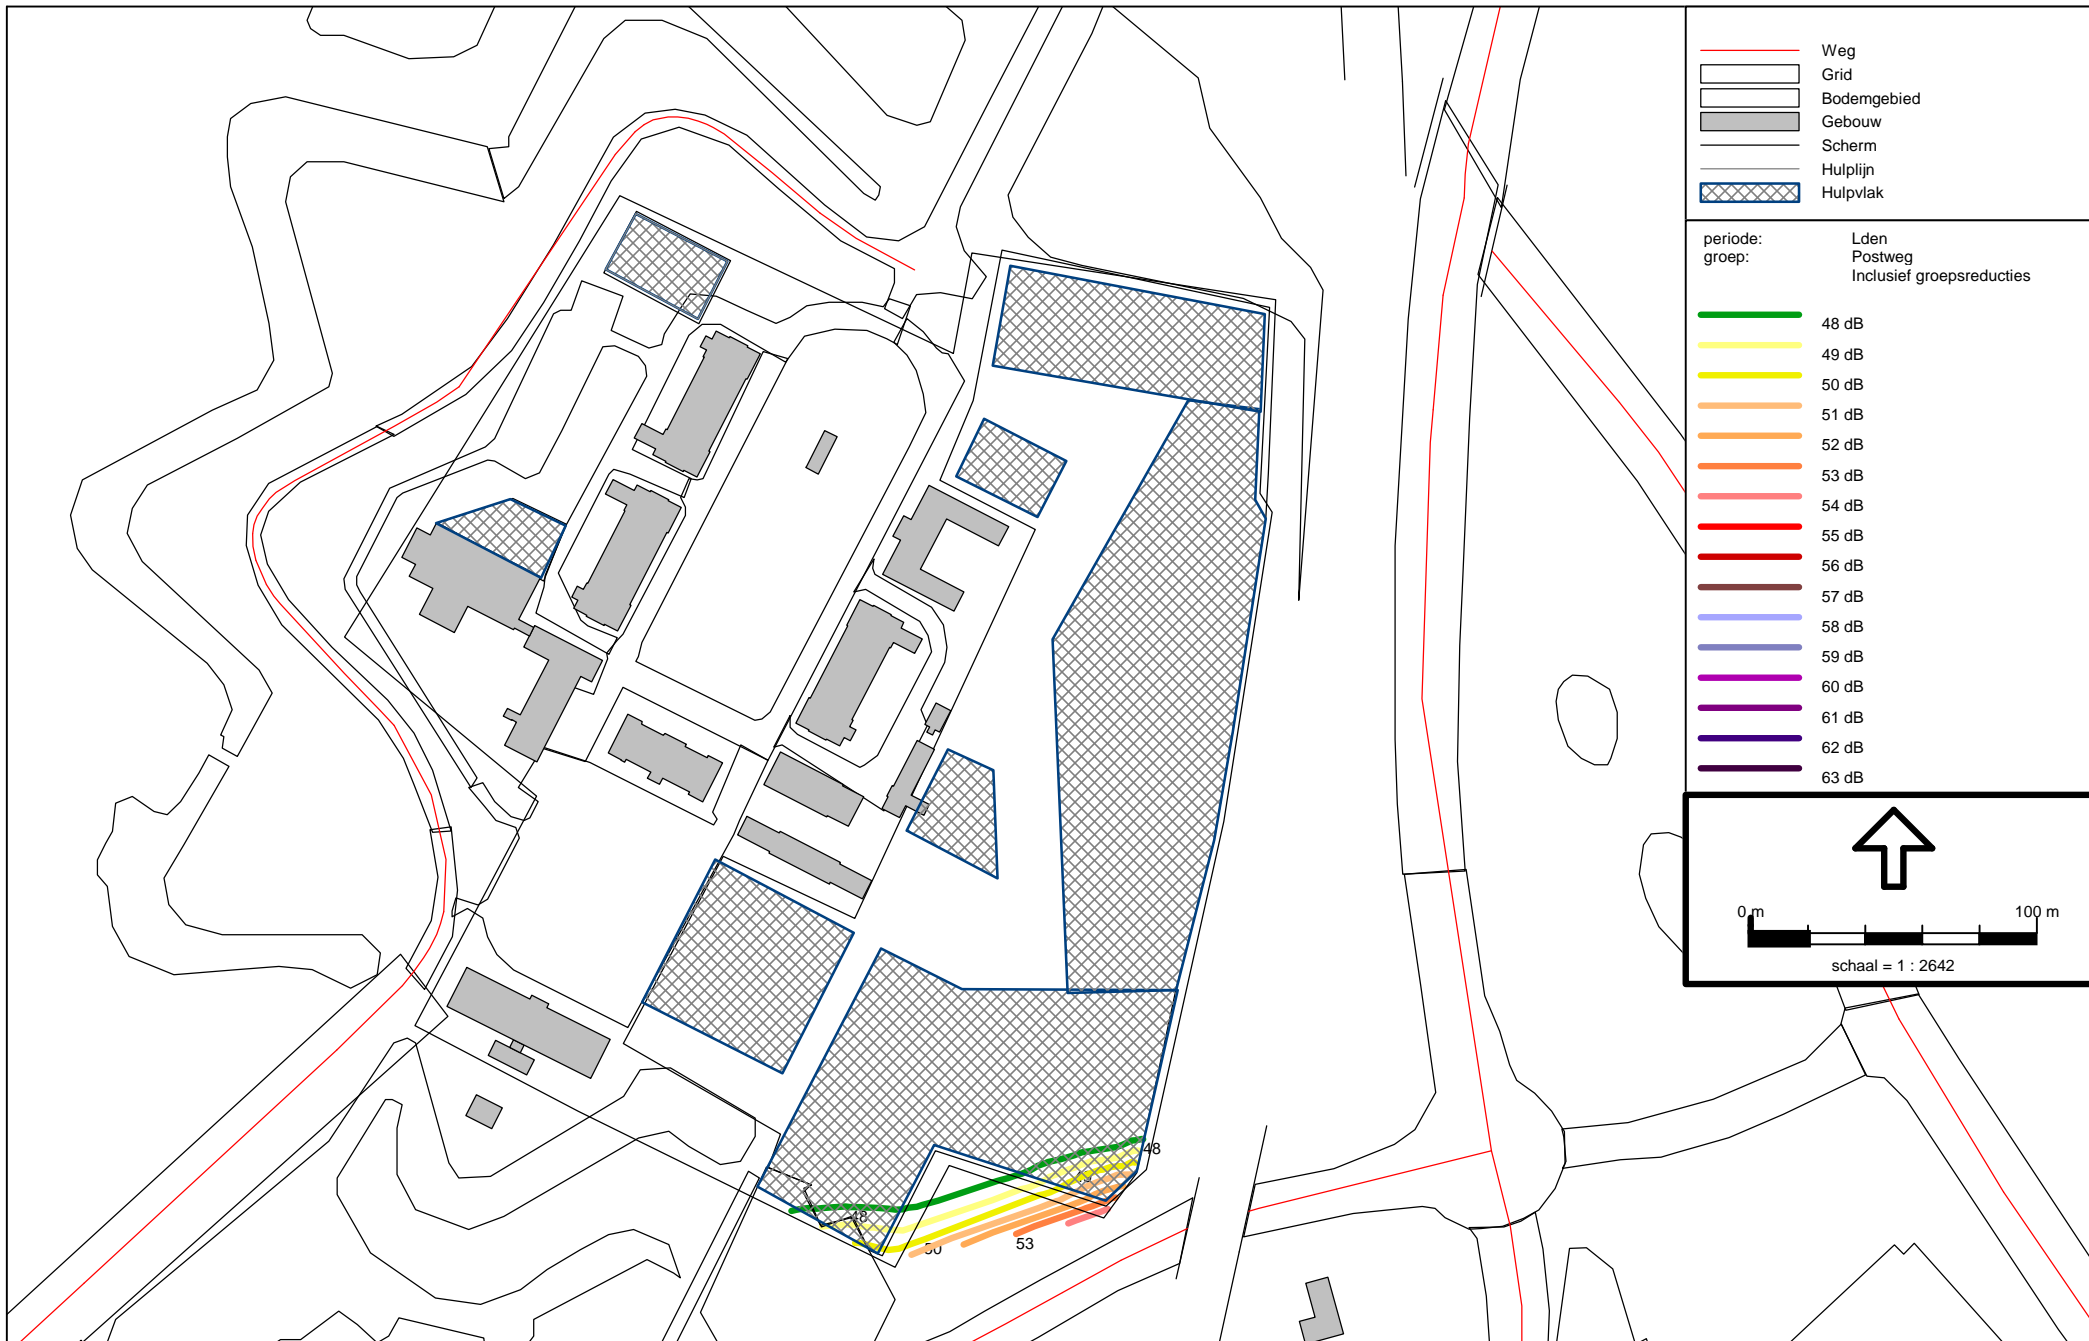 Weg
Grid
Bodemgebied
Gebouw
Scherm
Hulplijn
Hulpvlak
periode: Lden
groep: Postweg
Inclusief groepsreducties
48 dB
49 dB
50 dB
51 dB
52 dB
53 dB
54 dB
55 dB
56 dB
57 dB
58 dB
59 dB
60 dB
61 dB
62 dB
63 dB
0 m 100 m
schaal = 1 : 2642
48
48
50
53